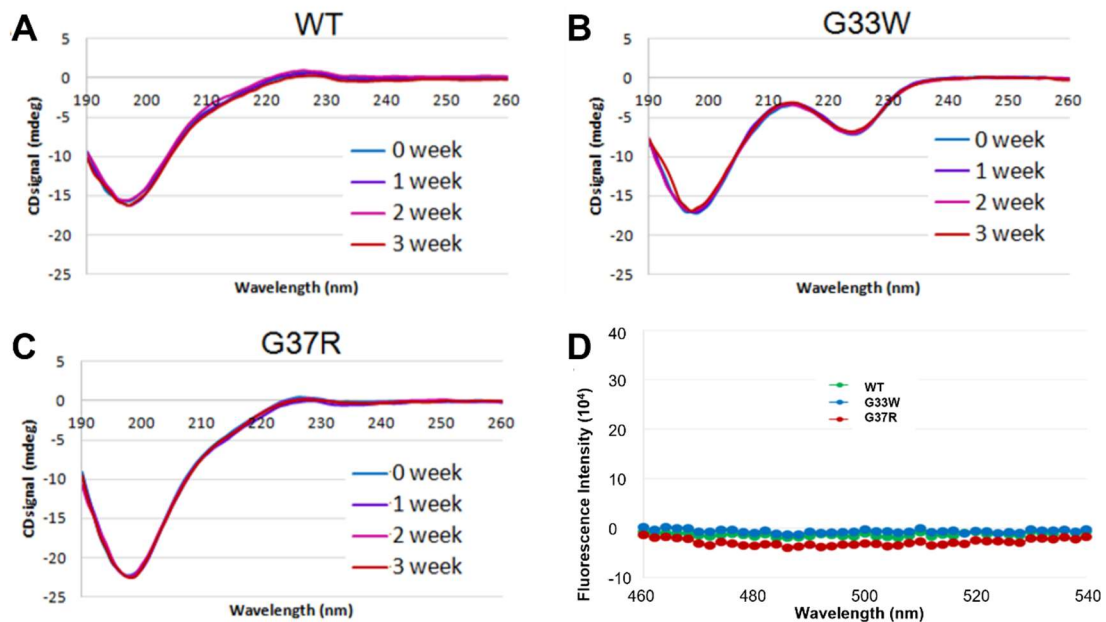 A
WT
5
0
190 200 210 220 230 240 250 260
-5
-10
-15
-20
-25
CDsignal (mdeg)
0 week
1 week
2 week
3 week
Wavelength (nm)
B
G33W
5
0
190 200 210 220 230 240 250 260
-5
-10
-15
-20
-25
CDsignal (mdeg)
0 week
1 week
2 week
3 week
Wavelength (nm)
C
G37R
5
0
190 200 210 220 230 240 250 260
-5
-10
-15
-20
-25
CDsignal (mdeg)
0 week
1 week
2 week
3 week
Wavelength (nm)
D
40
30
20
10
0
-10
Fluorescence Intensity (10⁴)
WT
G33W
G37R
460 480 500 520 540
Wavelength (nm)